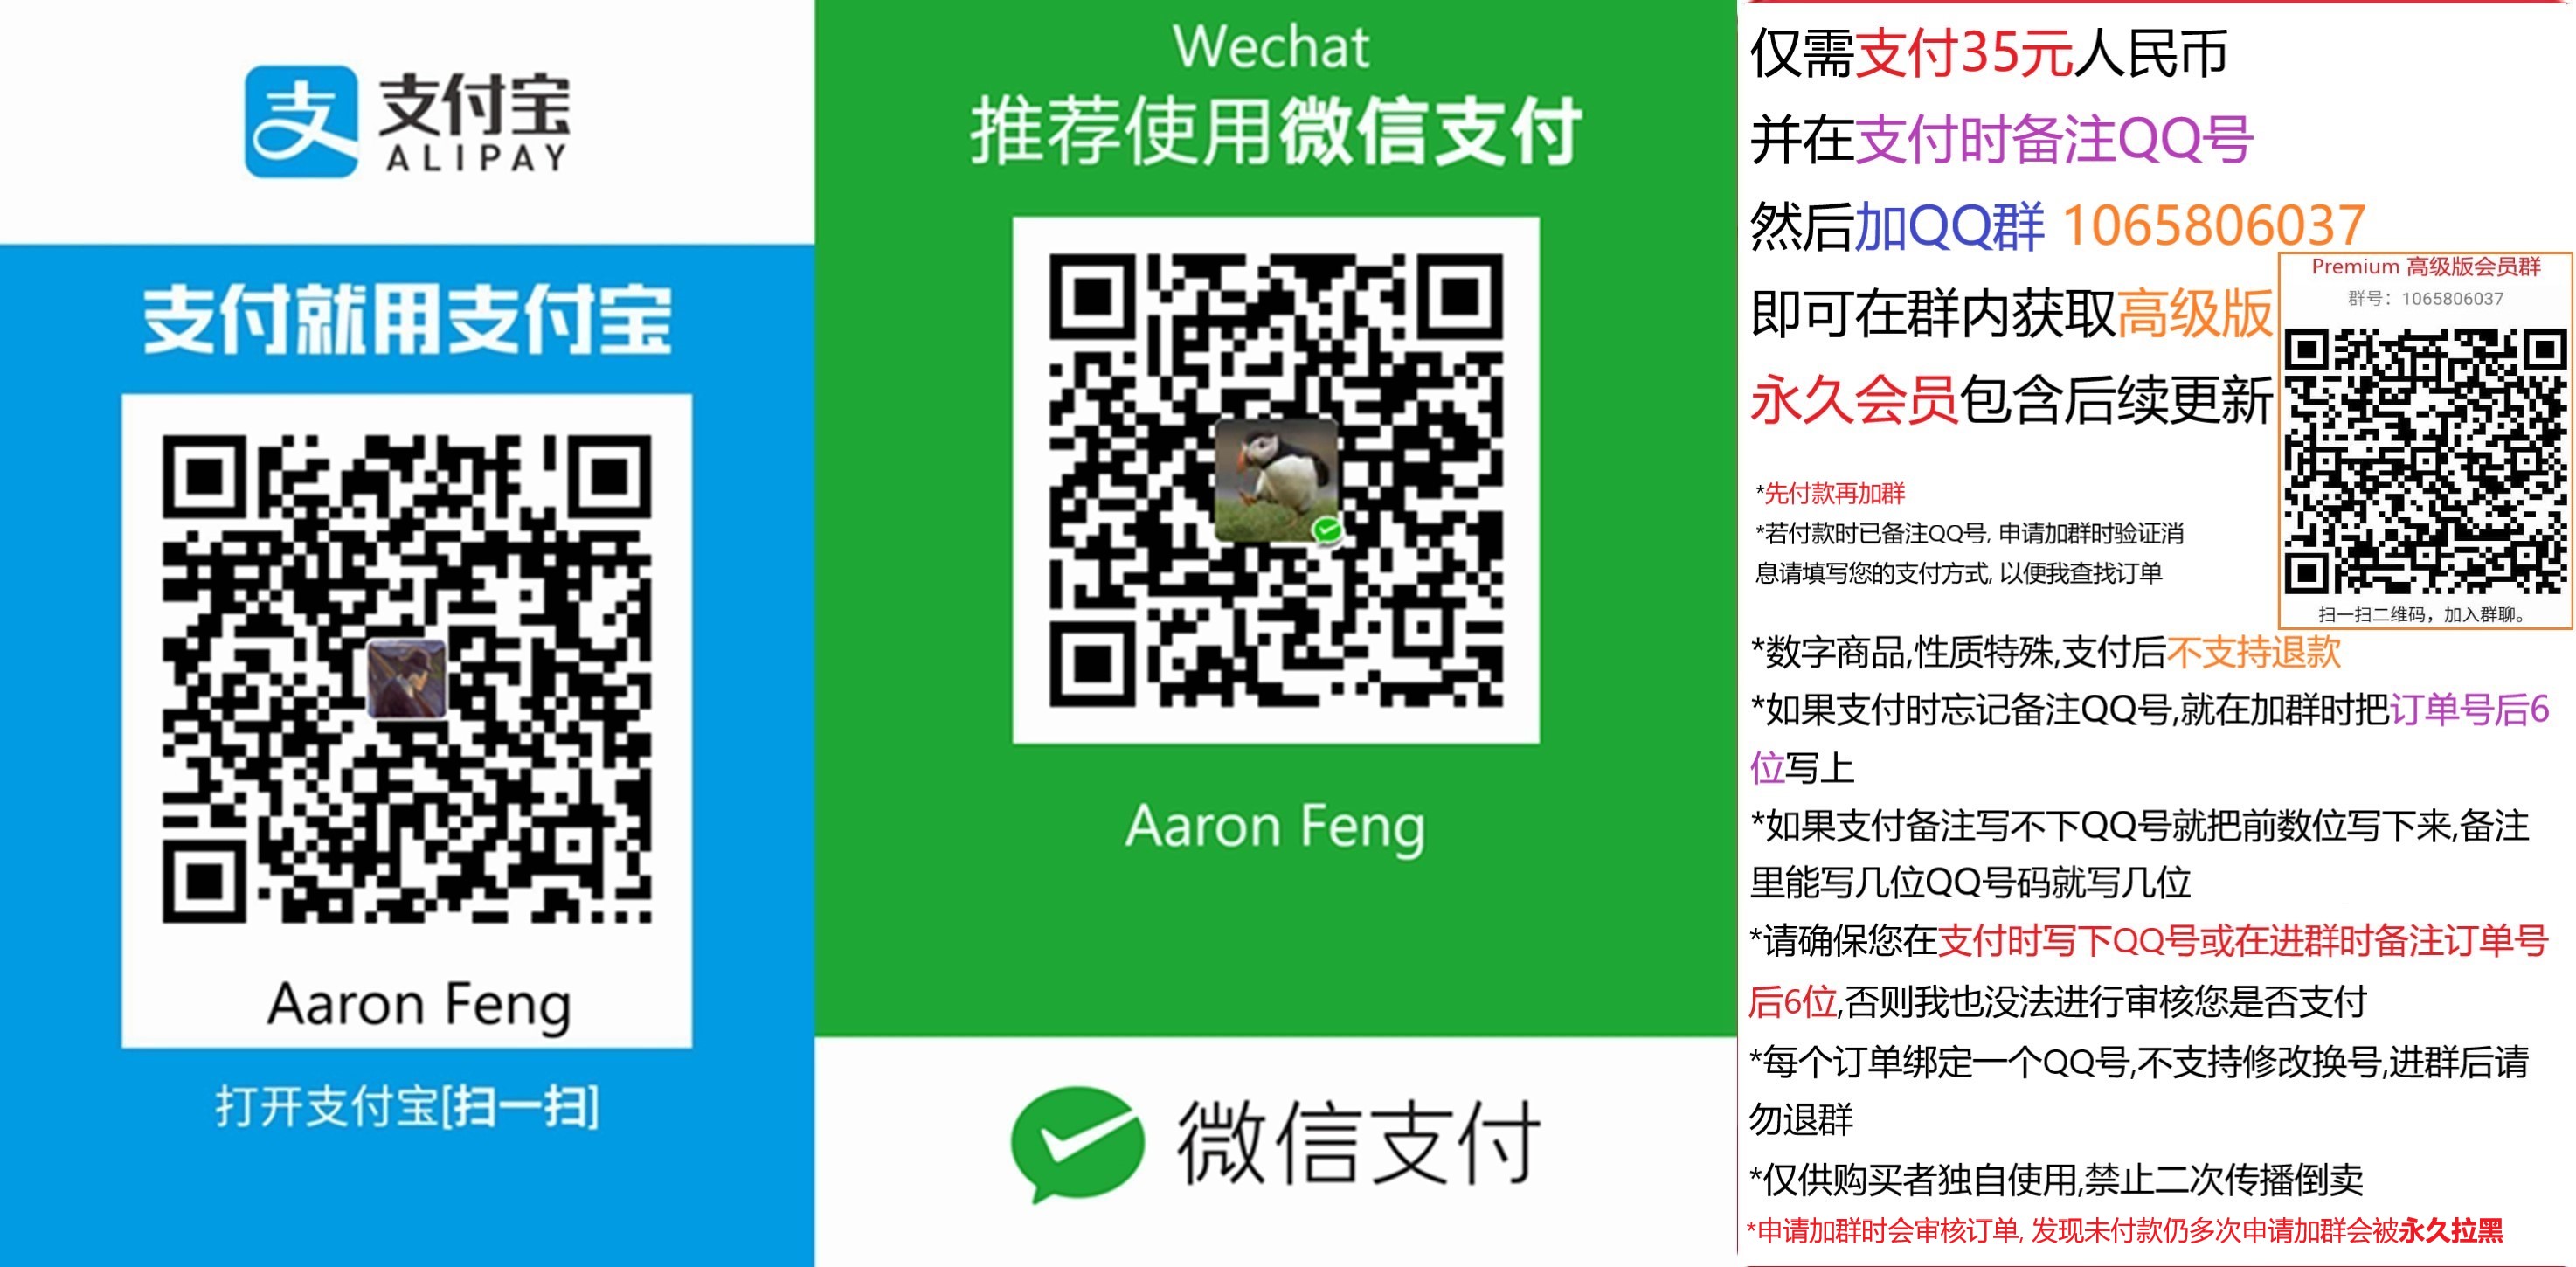 支付宝
ALIPAY
支付就用支付宝
Aaron Feng
打开支付宝[扫一扫]
Wechat
推荐使用微信支付
Aaron Feng
微信支付
仅需支付35元人民币
并在支付时备注QQ号
然后加QQ群 1065806037
即可在群内获取高级版
永久会员包含后续更新
Premium 高级版会员群
群号：1065806037
扫一扫二维码，加入群聊。
*先付款再加群
*若付款时已备注QQ号, 申请加群时验证消
息请填写您的支付方式, 以便我查找订单
*数字商品,性质特殊,支付后不支持退款
*如果支付时忘记备注QQ号,就在加群时把订单号后6
位写上
*如果支付备注写不下QQ号就把前数位写下来,备注
里能写几位QQ号码就写几位
*请确保您在支付时写下QQ号或在进群时备注订单号
后6位,否则我也没法进行审核您是否支付
*每个订单绑定一个QQ号,不支持修改换号,进群后请
勿退群
*仅供购买者独自使用,禁止二次传播倒卖
*申请加群时会审核订单, 发现未付款仍多次申请加群会被永久拉黑